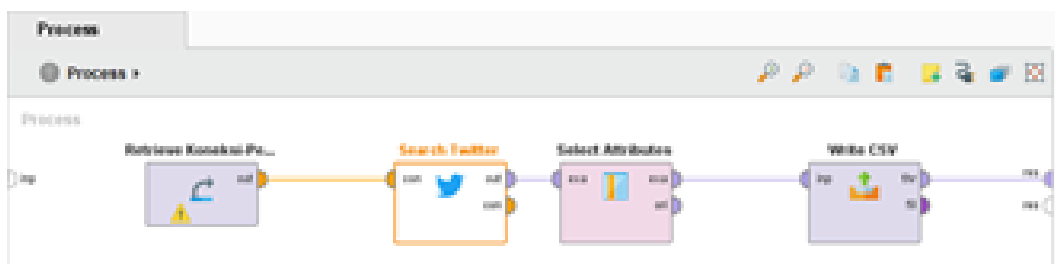 Process
Process
Process
Retrieve Koneksi-Pe...
Search Twitter
Select Attributes
Write CSV
inp
out
con
out
con
exa
exa
ori
inp
thr
fil
res
res